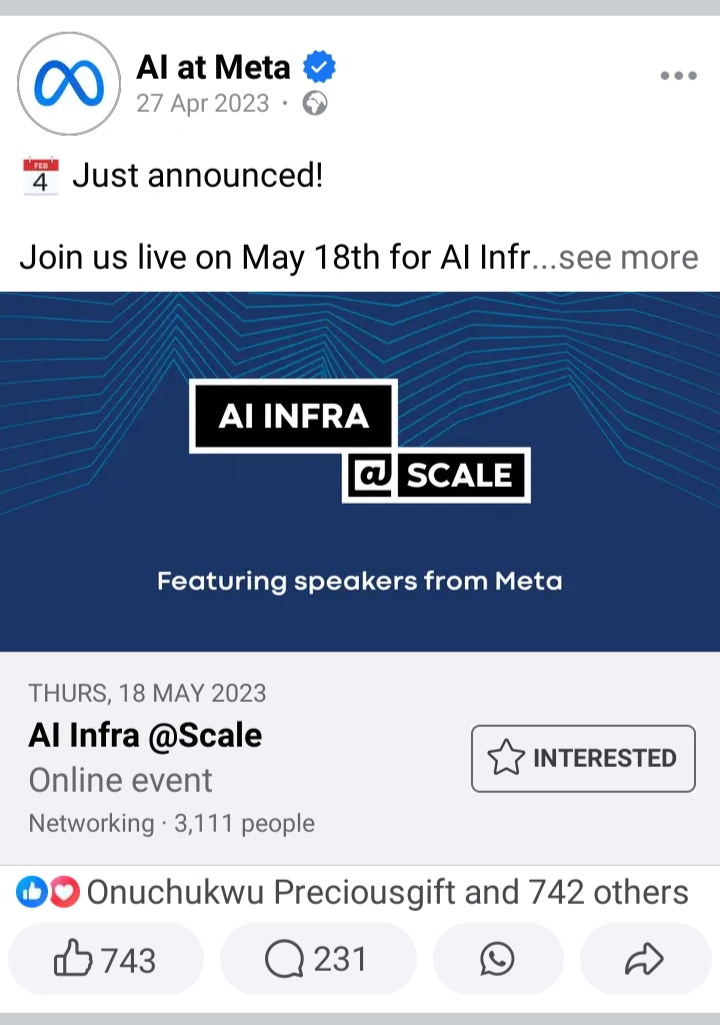 AI at Meta
27 Apr 2023 ·
FEB
4 Just announced!
Join us live on May 18th for AI Infr...see more
AI INFRA
@ SCALE
Featuring speakers from Meta
THURS, 18 MAY 2023
AI Infra @Scale
Online event
INTERESTED
Networking · 3,111 people
Onuchukwu Preciousgift and 742 others
743
231